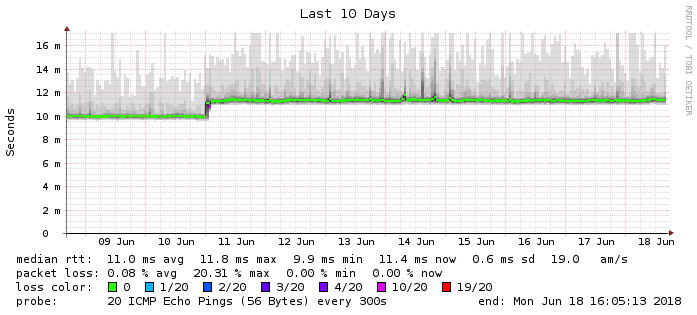 Last 10 Days
RRDTOOL / TOBI OETIKER
Seconds
16 m
14 m
12 m
10 m
8 m
6 m
4 m
2 m
0
09 Jun 10 Jun 11 Jun 12 Jun 13 Jun 14 Jun 15 Jun 16 Jun 17 Jun 18 Jun
median rtt: 11.0 ms avg 11.8 ms max 9.9 ms min 11.4 ms now 0.6 ms sd 19.0 am/s
packet loss: 0.08 % avg 20.31 % max 0.00 % min 0.00 % now
loss color: 0 1/20 2/20 3/20 4/20 10/20 19/20
probe: 20 ICMP Echo Pings (56 Bytes) every 300s end: Mon Jun 18 16:05:13 2018